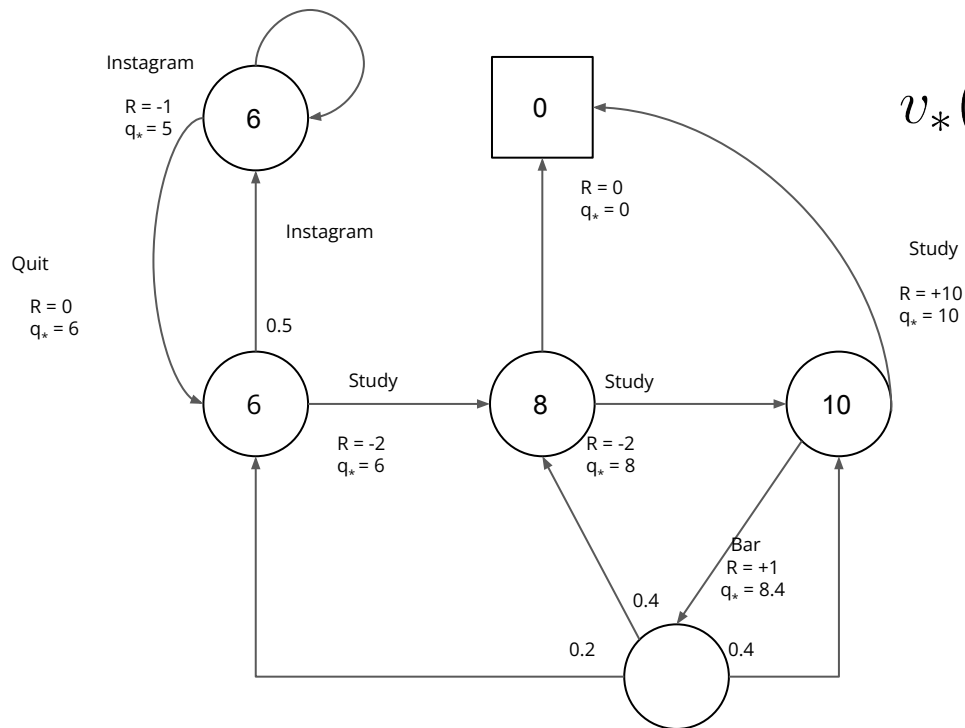 Instagram
R = -1
q* = 5
6
0
v*(
R = 0
q* = 0
Instagram
Study
R = +10
q* = 10
Quit
R = 0
q* = 6
0.5
6
Study
8
Study
10
R = -2
q* = 6
R = -2
q* = 8
Bar
R = +1
q* = 8.4
0.4
0.2
0.4